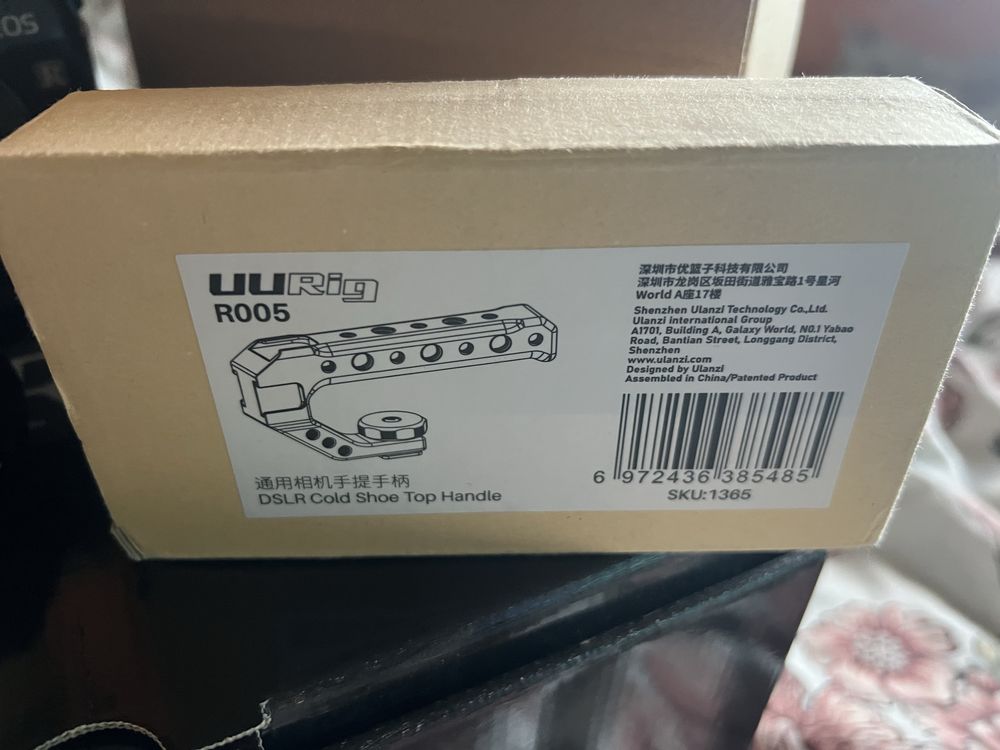 UURig
R005
通用相机手提手柄
DSLR Cold Shoe Top Handle
深圳市优篮子科技有限公司
深圳市龙岗区坂田街道雅宝路1号星河
World A座17楼
Shenzhen Ulanzi Technology Co.,Ltd.
Ulanzi international Group
A1701, Building A, Galaxy World, NO.1 Yabao
Road, Bantian Street, Longgang District,
Shenzhen
www.ulanzi.com
Designed by Ulanzi
Assembled in China/Patented Product
6 972436 385485
SKU:1365